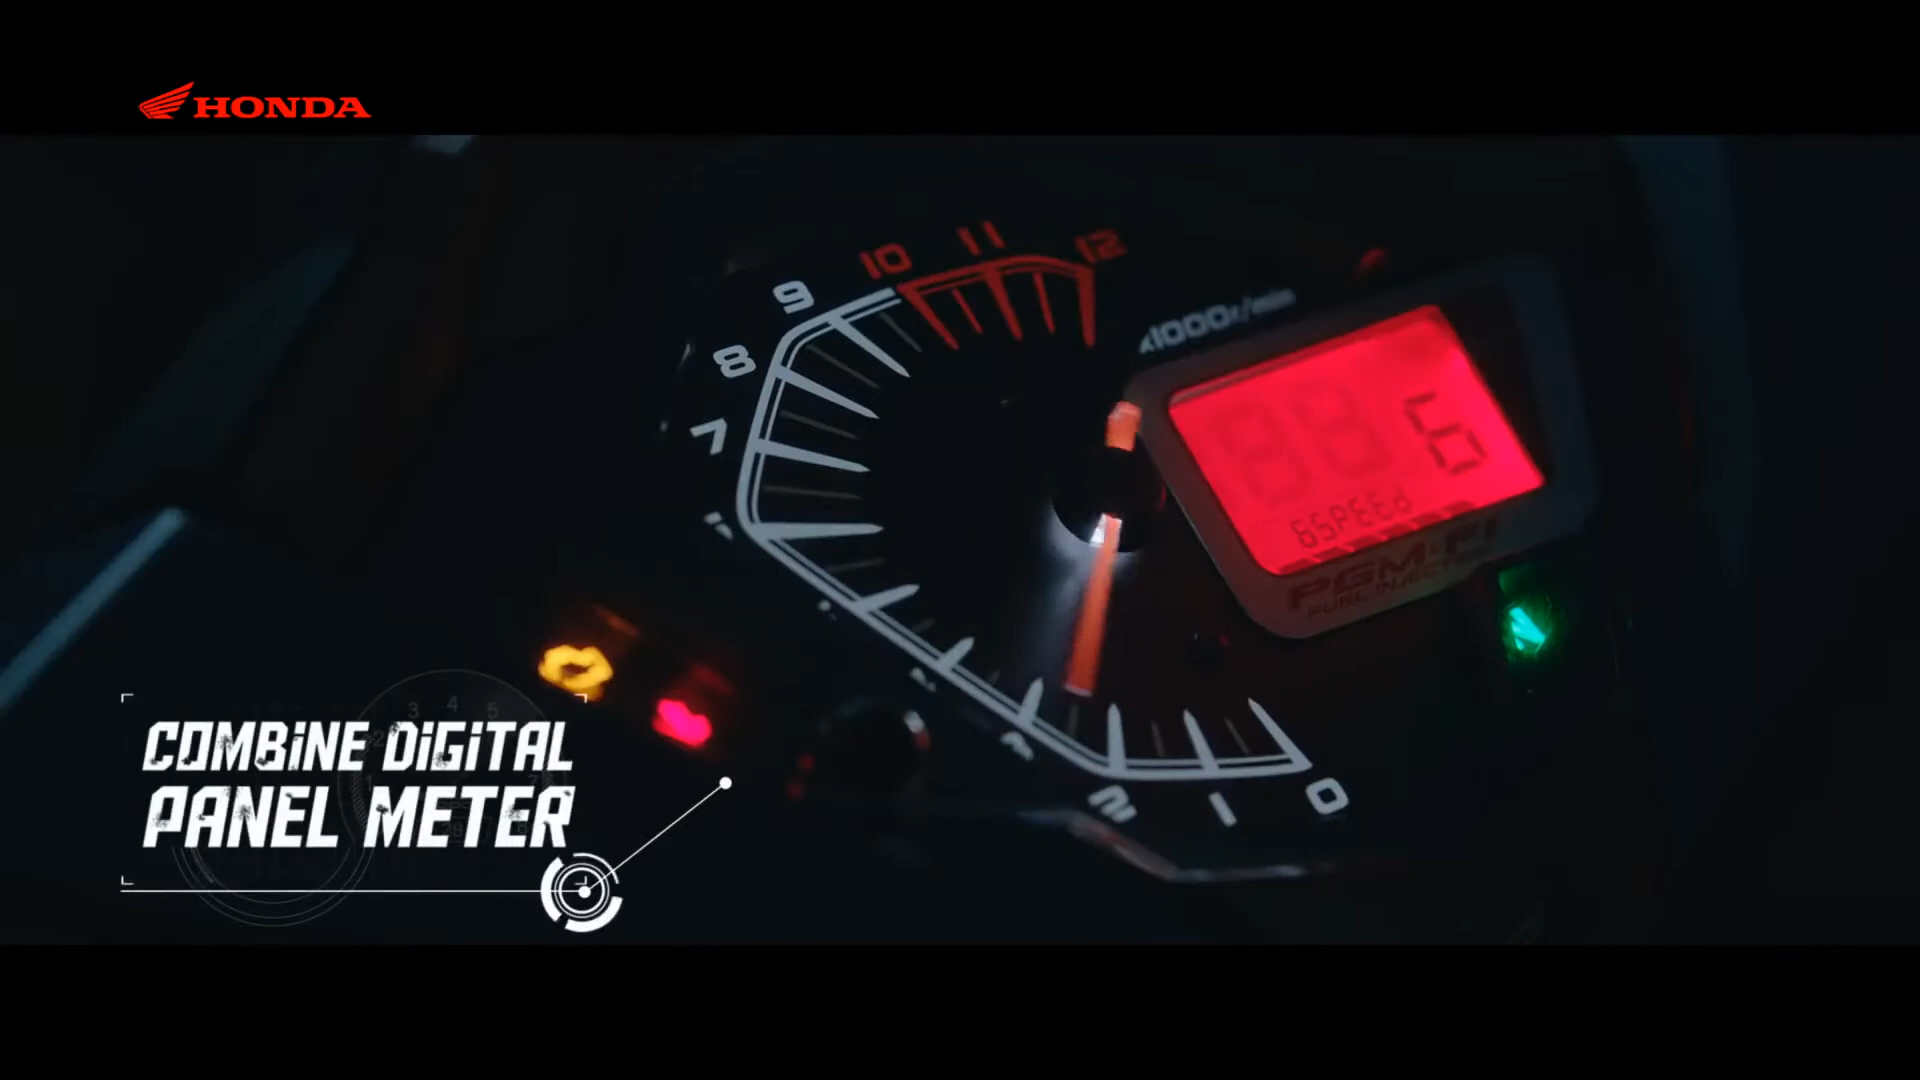 HONDA
10 11 12
9
8
7
x1000r/min
6
6SPEEd
PGM-FI
FUEL INJECTION
2 1 0
COMBiNE DiGiTAL
PANEL METER